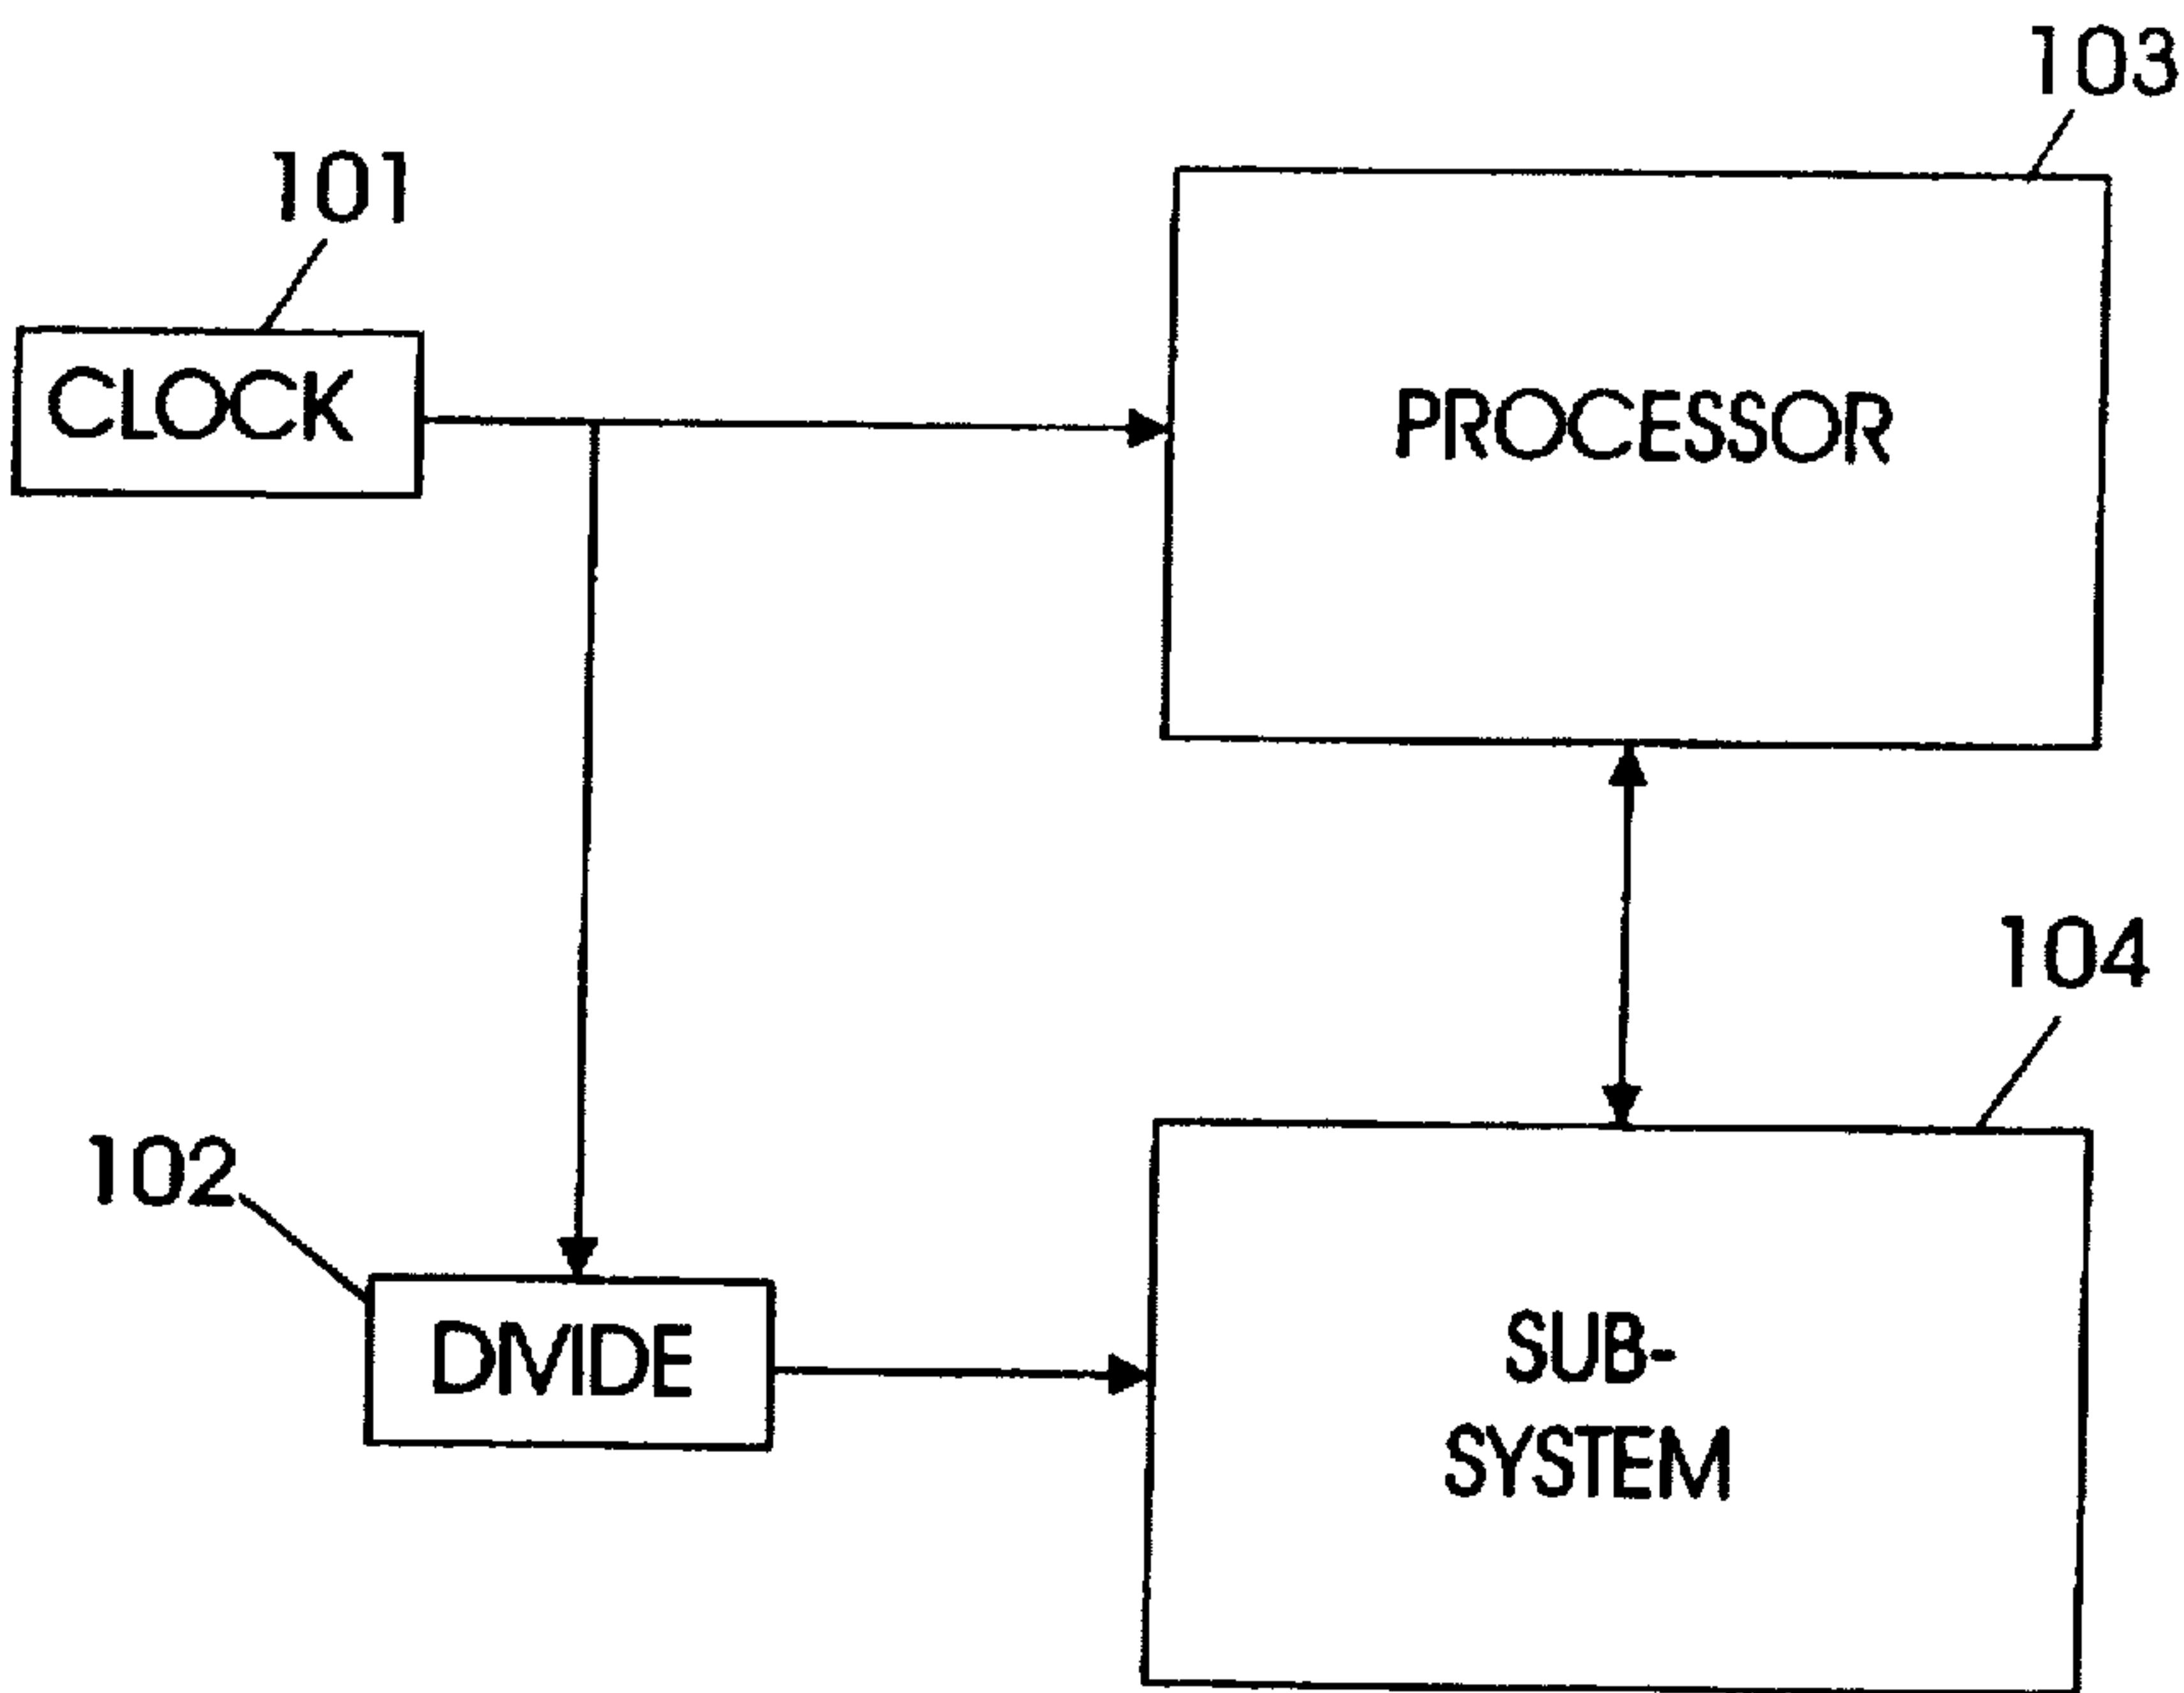 103
101
CLOCK
PROCESSOR
104
102
DIVIDE
SUB-
SYSTEM